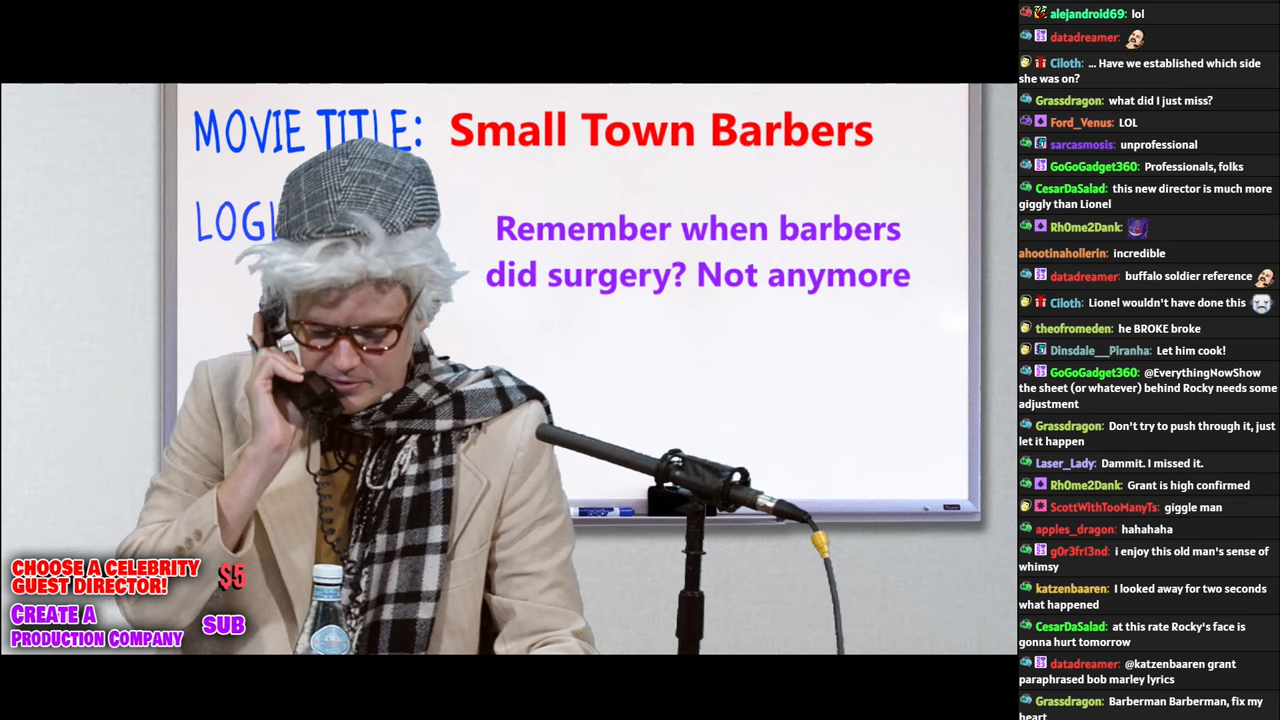 MOVIE TITLE: Small Town Barbers
Remember when barbers
did surgery? Not anymore
CHOOSE A CELEBRITY
GUEST DIRECTOR! $5
CREATE A
PRODUCTION COMPANY SUB
alejandroid69: lol
datadreamer:
Ciloth: ... Have we established which side
she was on?
Grassdragon: what did I just miss?
Ford_Venus: LOL
sarcasmosis: unprofessional
GoGoGadget360: Professionals, folks
CesarDaSalad: this new director is much more
giggly than Lionel
Rh0me2Dank:
ahootinahollerin: incredible
datadreamer: buffalo soldier reference
Ciloth: Lionel wouldn't have done this
theofromeden: he BROKE broke
Dinsdale__Piranha: Let him cook!
GoGoGadget360: @EverythingNowShow
the sheet (or whatever) behind Rocky needs some
adjustment
Grassdragon: Don't try to push through it, just
let it happen
Laser_Lady: Dammit. I missed it.
Rh0me2Dank: Grant is high confirmed
ScottWithTooManyTs: giggle man
apples_dragon: hahahaha
g0r3frl3nd: i enjoy this old man's sense of
whimsy
katzenbaaren: I looked away for two seconds
what happened
CesarDaSalad: at this rate Rocky's face is
gonna hurt tomorrow
datadreamer: @katzenbaaren grant
paraphrased bob marley lyrics
Grassdragon: Barberman Barberman, fix my
heart